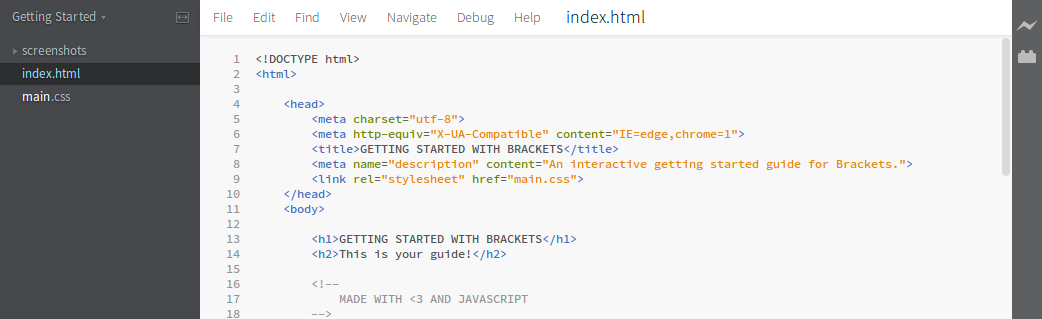 Getting Started
screenshots
index.html
main.css
File Edit Find View Navigate Debug Help index.html
1 <!DOCTYPE html>
2 <html>
3
4     <head>
5         <meta charset="utf-8">
6         <meta http-equiv="X-UA-Compatible" content="IE=edge,chrome=1">
7         <title>GETTING STARTED WITH BRACKETS</title>
8         <meta name="description" content="An interactive getting started guide for Brackets.">
9         <link rel="stylesheet" href="main.css">
10     </head>
11     <body>
12
13         <h1>GETTING STARTED WITH BRACKETS</h1>
14         <h2>This is your guide!</h2>
15
16         <!--
17             MADE WITH <3 AND JAVASCRIPT
18         -->